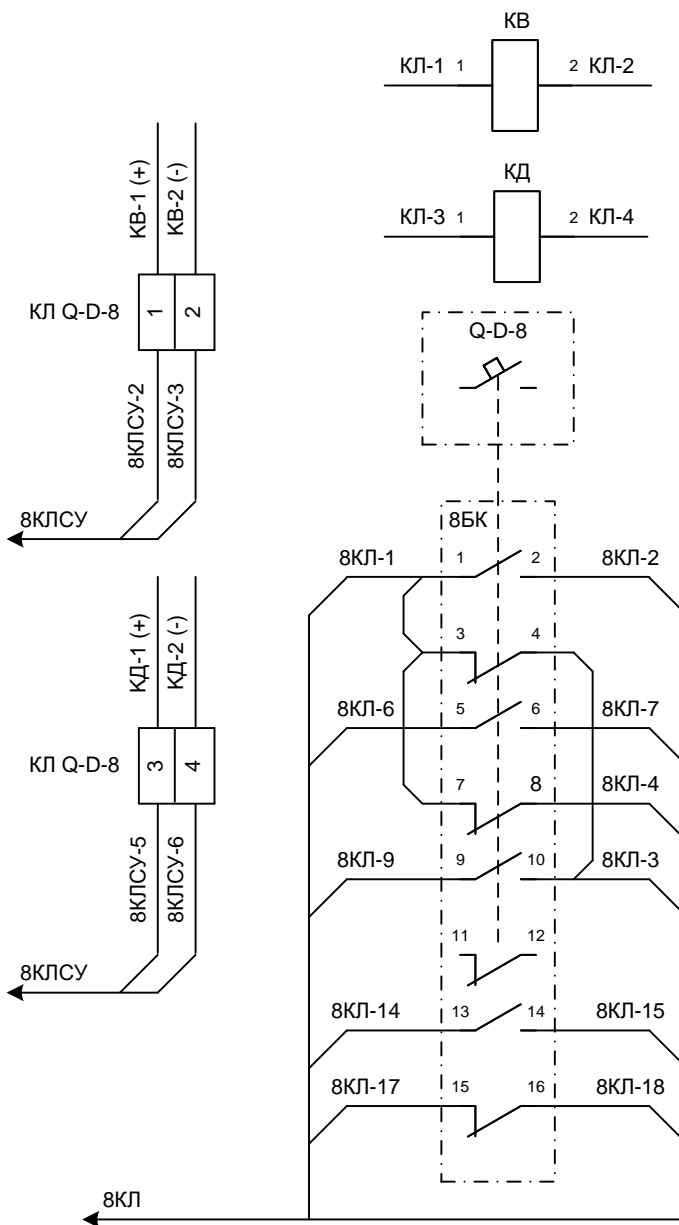 КВ
КЛ-1 1 2 КЛ-2
КД
КЛ-3 1 2 КЛ-4
КВ-1 (+)
КВ-2 (-)
КЛ Q-D-8 1 2
8КЛСУ-2
8КЛСУ-3
8КЛСУ
Q-D-8
8БК
8КЛ-1 1 2 8КЛ-2
3 4
8КЛ-6 5 6 8КЛ-7
7 8 8КЛ-4
8КЛ-9 9 10 8КЛ-3
11 12
8КЛ-14 13 14 8КЛ-15
8КЛ-17 15 16 8КЛ-18
КД-1 (+)
КД-2 (-)
КЛ Q-D-8 3 4
8КЛСУ-5
8КЛСУ-6
8КЛСУ
8КЛ